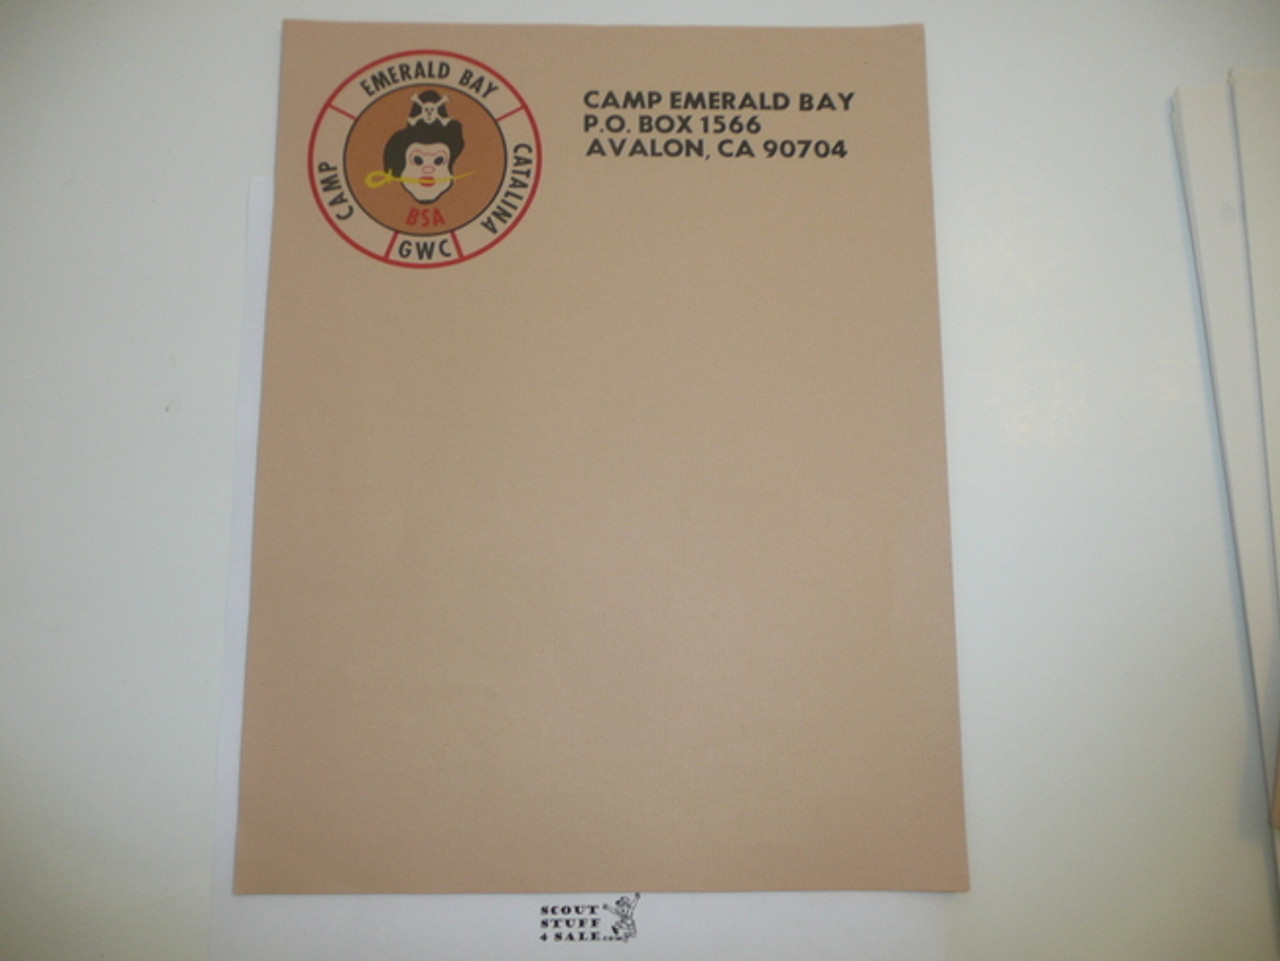 EMERALD BAY
CAMP
CATALINA
BSA
GWC
CAMP EMERALD BAY
P.O. BOX 1566
AVALON, CA 90704
SCOUT
STUFF
4 SALE.com